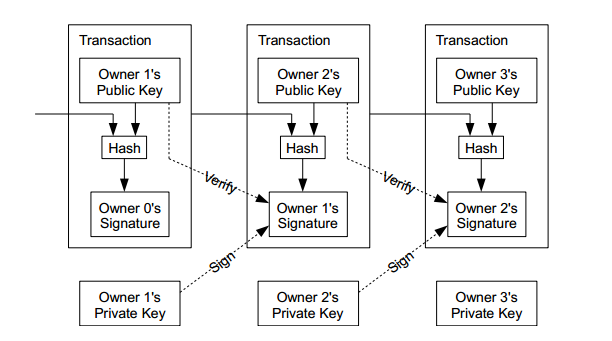 Transaction
Transaction
Transaction
Owner 1's
Public Key
Owner 2's
Public Key
Owner 3's
Public Key
Hash
Hash
Hash
Verify
Verify
Owner 0's
Signature
Owner 1's
Signature
Owner 2's
Signature
Sign
Sign
Owner 1's
Private Key
Owner 2's
Private Key
Owner 3's
Private Key